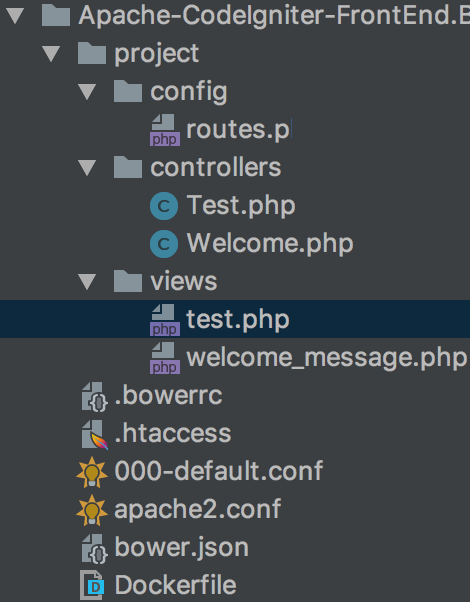 Apache-CodeIgniter-FrontEnd.B
project
config
routes.p
controllers
C Test.php
C Welcome.php
views
php test.php
php welcome_message.php
.bowerrc
.htaccess
000-default.conf
apache2.conf
bower.json
D Dockerfile